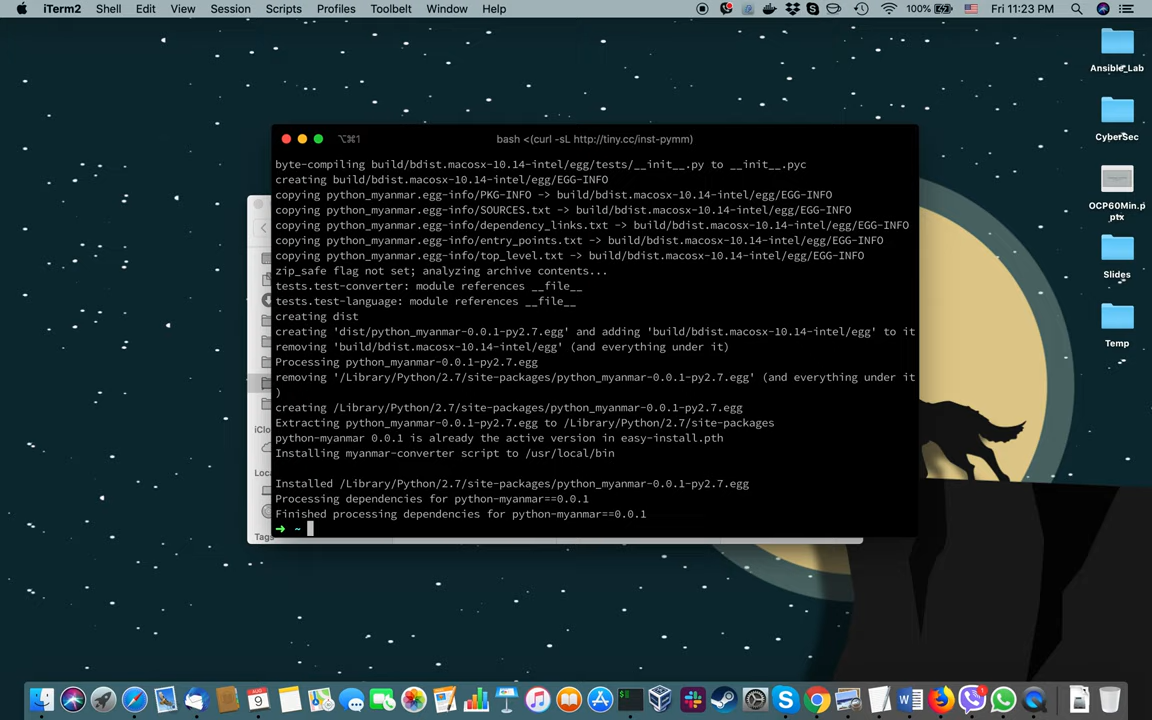 iTerm2 Shell Edit View Session Scripts Profiles Toolbelt Window Help 100% Fri 11:23 PM
Ansible_Lab
CyberSec
OCP60Min.p
ptx
Slides
Temp
⌥⌘1 bash <(curl -sL http://tiny.cc/inst-pymm)
byte-compiling build/bdist.macosx-10.14-intel/egg/tests/__init__.py to __init__.pyc
creating build/bdist.macosx-10.14-intel/egg/EGG-INFO
copying python_myanmar.egg-info/PKG-INFO -> build/bdist.macosx-10.14-intel/egg/EGG-INFO
copying python_myanmar.egg-info/SOURCES.txt -> build/bdist.macosx-10.14-intel/egg/EGG-INFO
copying python_myanmar.egg-info/dependency_links.txt -> build/bdist.macosx-10.14-intel/egg/EGG-INFO
copying python_myanmar.egg-info/entry_points.txt -> build/bdist.macosx-10.14-intel/egg/EGG-INFO
copying python_myanmar.egg-info/top_level.txt -> build/bdist.macosx-10.14-intel/egg/EGG-INFO
zip_safe flag not set; analyzing archive contents...
tests.test-converter: module references __file__
tests.test-language: module references __file__
creating dist
creating 'dist/python_myanmar-0.0.1-py2.7.egg' and adding 'build/bdist.macosx-10.14-intel/egg' to it
removing 'build/bdist.macosx-10.14-intel/egg' (and everything under it)
Processing python_myanmar-0.0.1-py2.7.egg
removing '/Library/Python/2.7/site-packages/python_myanmar-0.0.1-py2.7.egg' (and everything under it
)
creating /Library/Python/2.7/site-packages/python_myanmar-0.0.1-py2.7.egg
Extracting python_myanmar-0.0.1-py2.7.egg to /Library/Python/2.7/site-packages
python-myanmar 0.0.1 is already the active version in easy-install.pth
Installing myanmar-converter script to /usr/local/bin
Installed /Library/Python/2.7/site-packages/python_myanmar-0.0.1-py2.7.egg
Processing dependencies for python-myanmar==0.0.1
Finished processing dependencies for python-myanmar==0.0.1
➜ ~
iClo
Loca
Tags
AUG
9